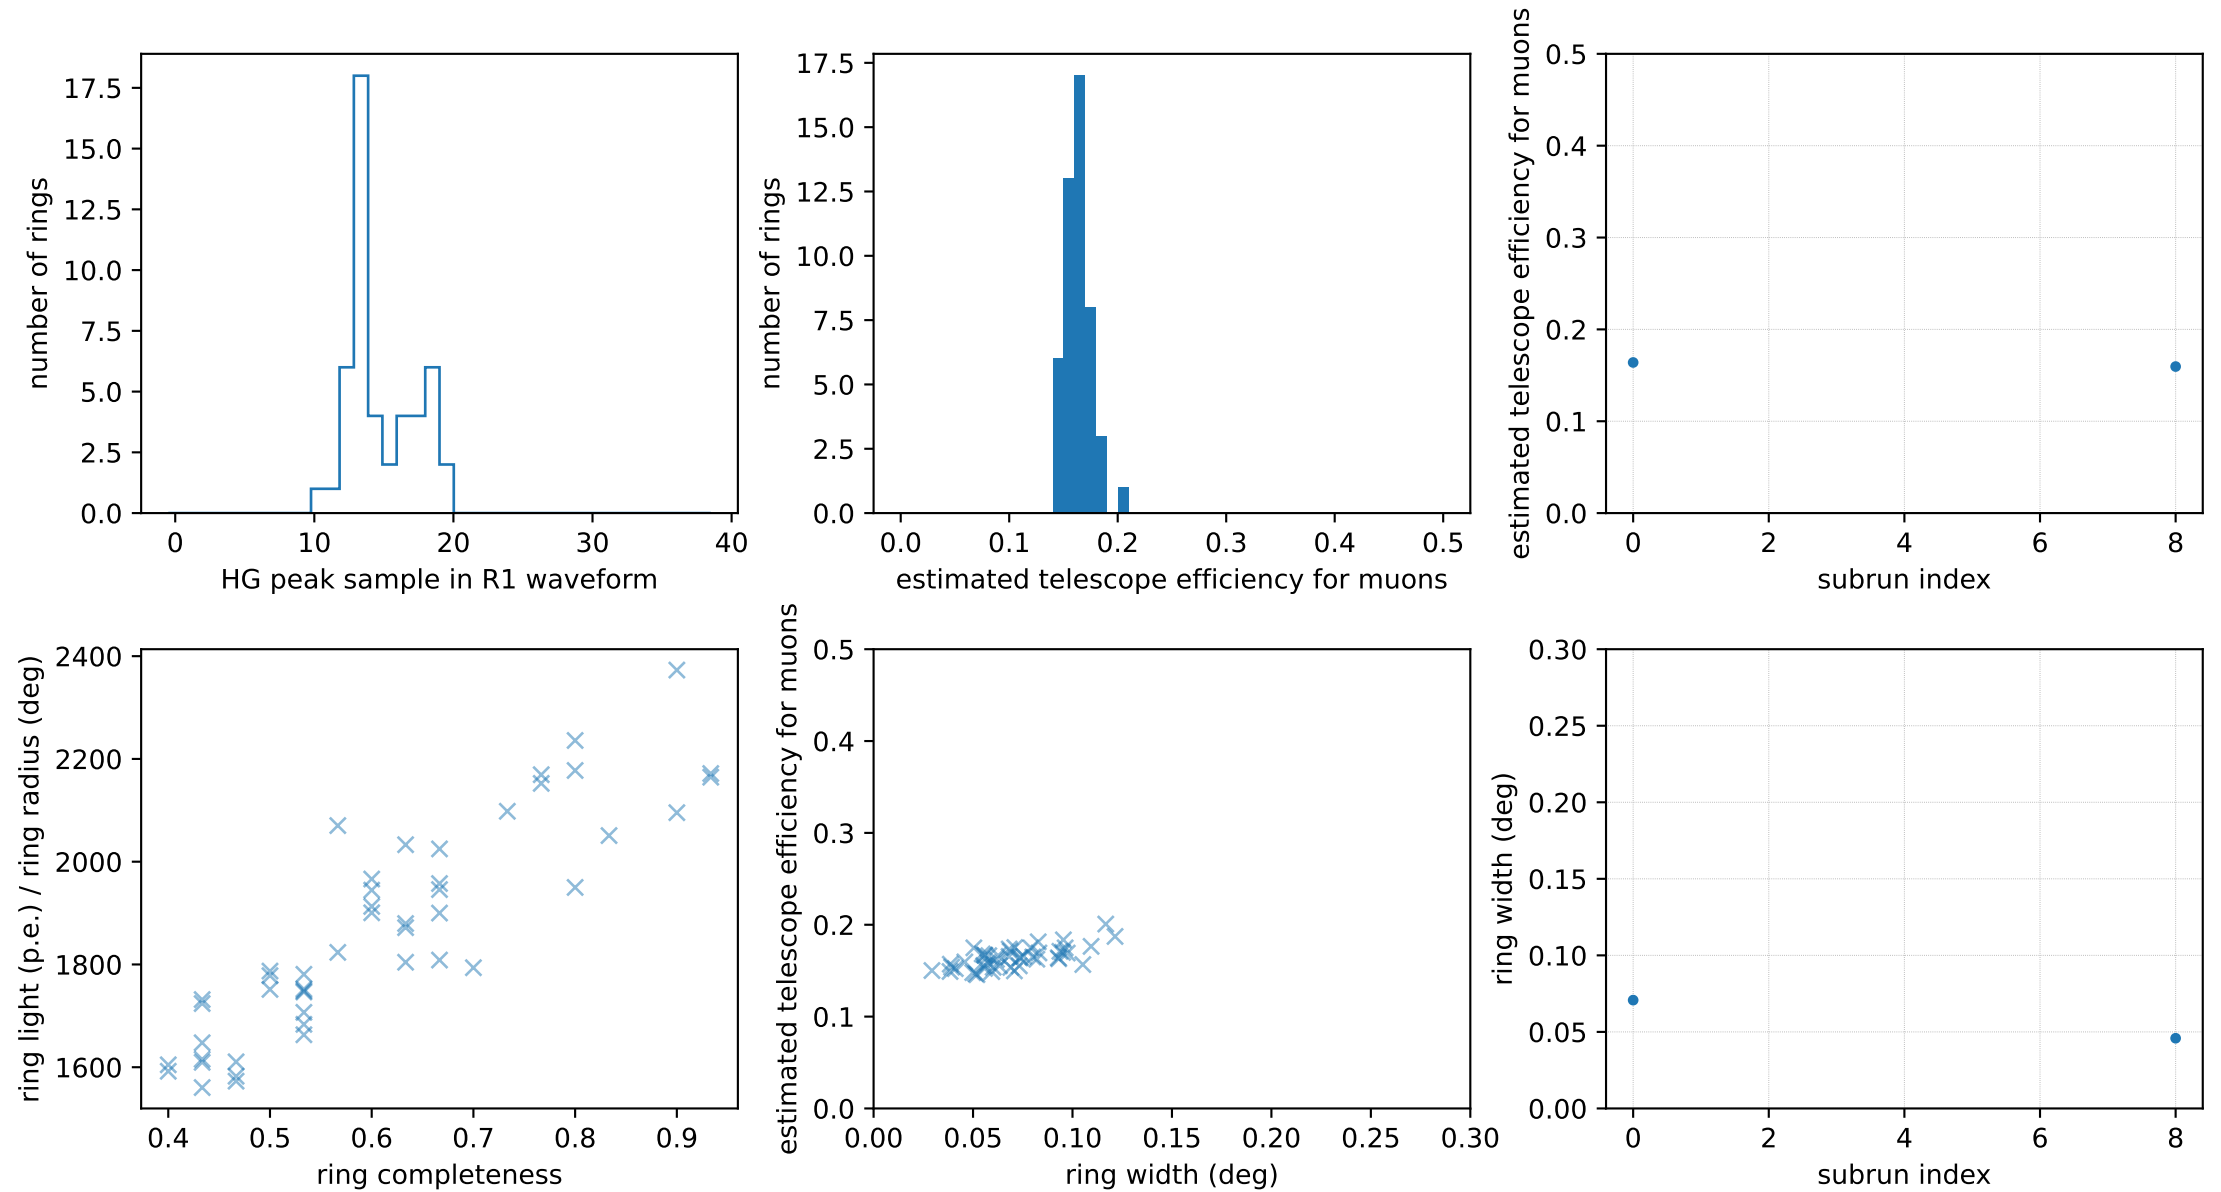 17.5
15.0
12.5
10.0
7.5
5.0
2.5
0.0
number of rings
0 10 20 30 40
HG peak sample in R1 waveform
17.5
15.0
12.5
10.0
7.5
5.0
2.5
0.0
number of rings
0.0 0.1 0.2 0.3 0.4 0.5
estimated telescope efficiency for muons
0.5
0.4
0.3
0.2
0.1
0.0
estimated telescope efficiency for muons
0 2 4 6 8
subrun index
2400
2200
2000
1800
1600
ring light (p.e.) / ring radius (deg)
0.4 0.5 0.6 0.7 0.8 0.9
ring completeness
0.5
0.4
0.3
0.2
0.1
0.0
estimated telescope efficiency for muons
0.00 0.05 0.10 0.15 0.20 0.25 0.30
ring width (deg)
0.30
0.25
0.20
0.15
0.10
0.05
0.00
ring width (deg)
0 2 4 6 8
subrun index